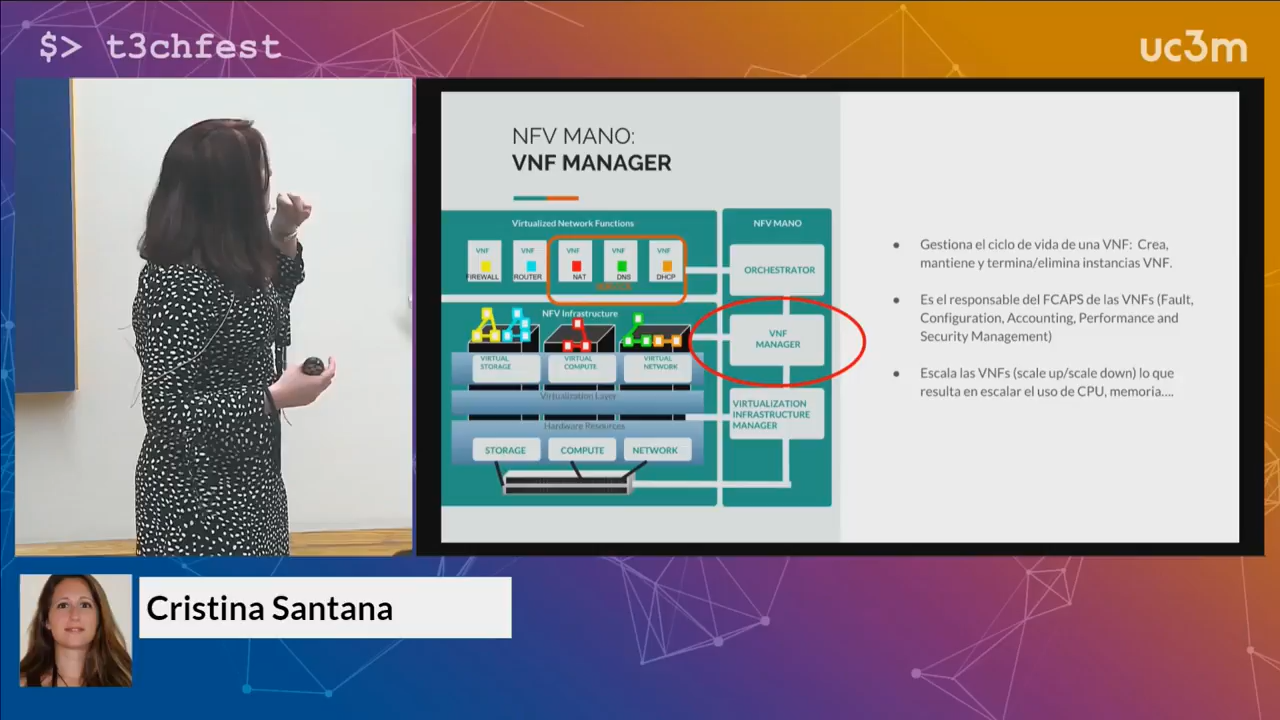 $> t3chfest
uc3m
NFV MANO:
VNF MANAGER
Virtualized Network Functions
VNF
FIREWALL
VNF
ROUTER
VNF
NAT
VNF
DNS
VNF
DHCP
NFV MANO
ORCHESTRATOR
VNF
MANAGER
VIRTUALIZATION
INFRASTRUCTURE
MANAGER
NFV Infrastructure
VIRTUAL
STORAGE
VIRTUAL
COMPUTE
VIRTUAL
NETWORK
Virtualization Layer
Hardware Resources
STORAGE
COMPUTE
NETWORK
● Gestiona el ciclo de vida de una VNF: Crea,
mantiene y termina/elimina instancias VNF.
● Es el responsable del FCAPS de las VNFs (Fault,
Configuration, Accounting, Performance and
Security Management)
● Escala las VNFs (scale up/scale down) lo que
resulta en escalar el uso de CPU, memoria....
Cristina Santana